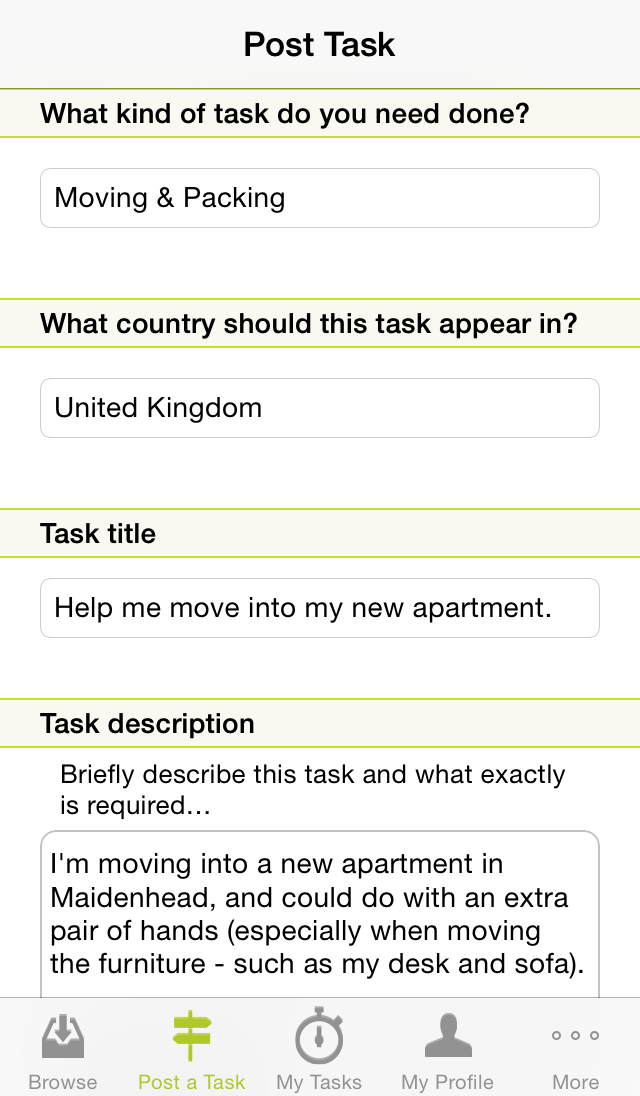 Post Task
What kind of task do you need done?
Moving & Packing
What country should this task appear in?
United Kingdom
Task title
Help me move into my new apartment.
Task description
Briefly describe this task and what exactly
is required...
I'm moving into a new apartment in
Maidenhead, and could do with an extra
pair of hands (especially when moving
the furniture - such as my desk and sofa).
Browse Post a Task My Tasks My Profile More